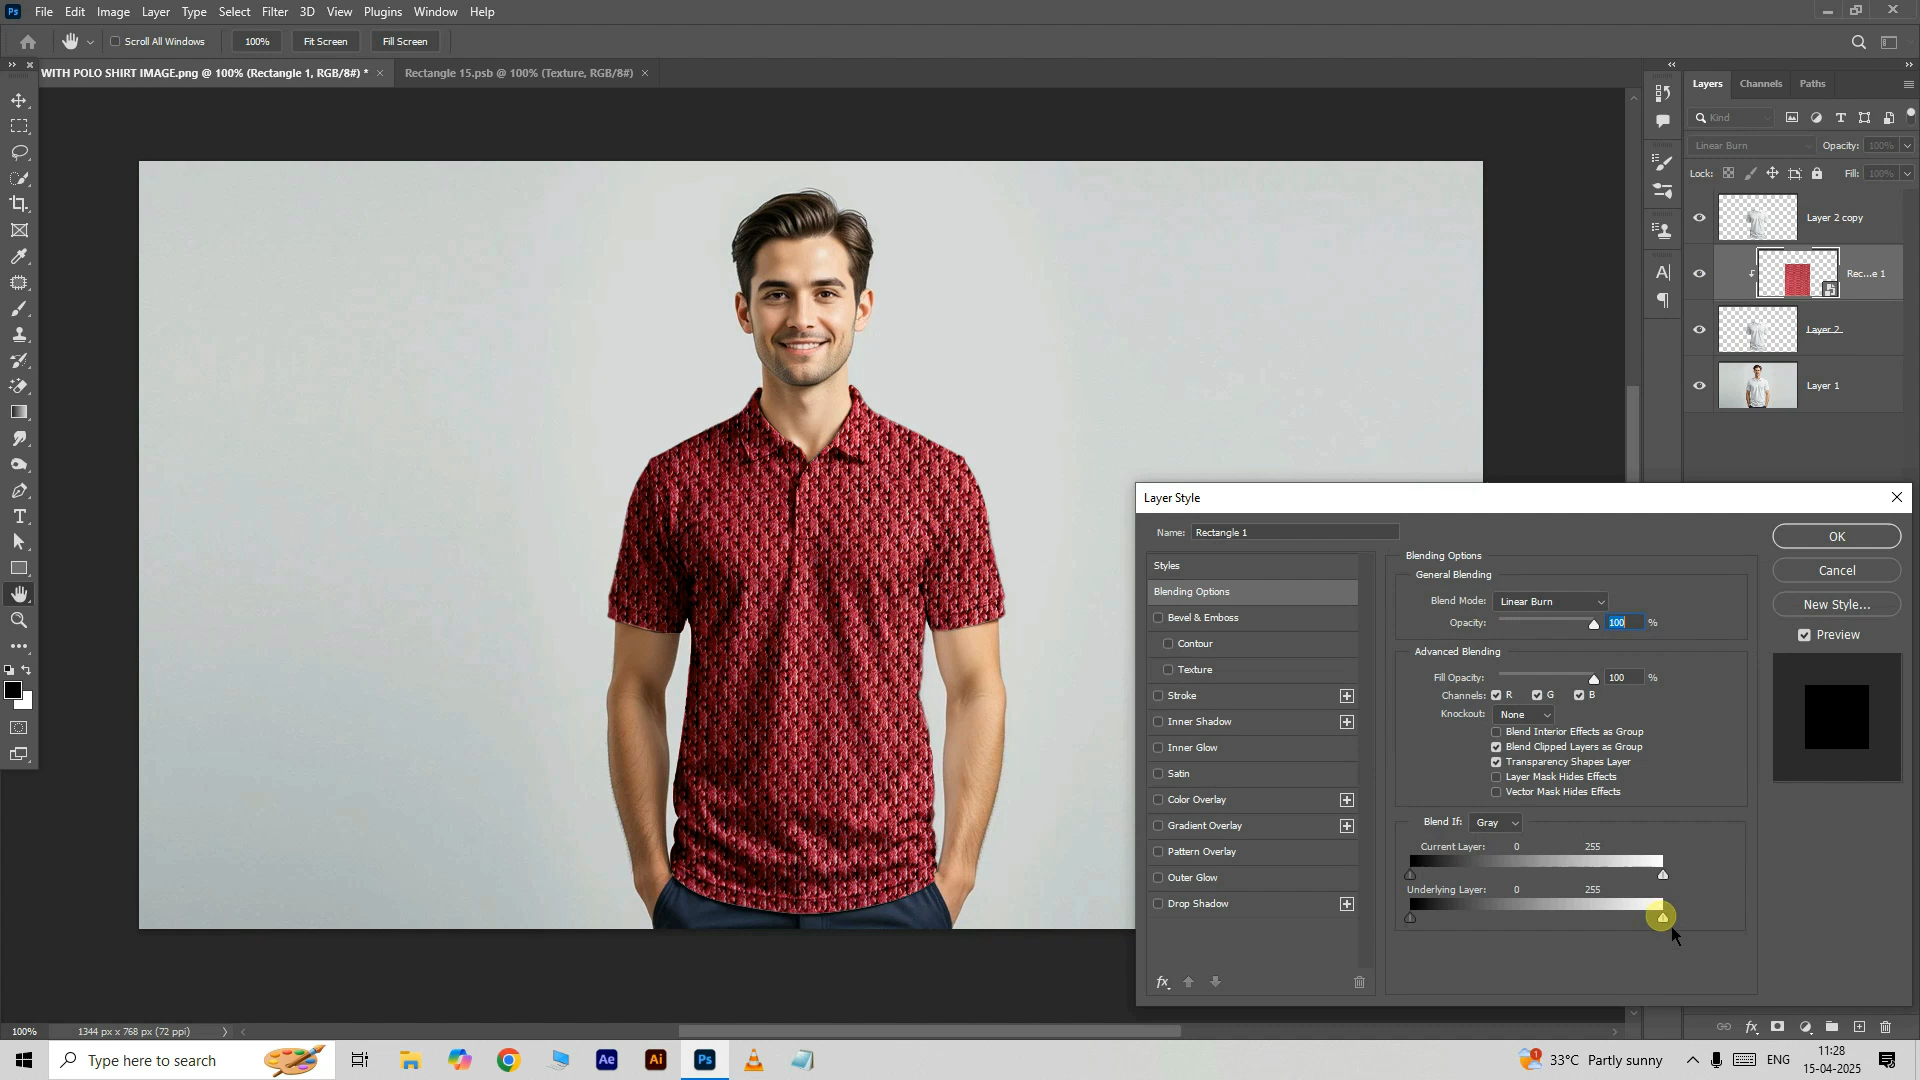 Ps File Edit Image Layer Type Select Filter 3D View Plugins Window Help
Scroll All Windows 100% Fit Screen Fill Screen
WITH POLO SHIRT IMAGE.png @ 100% (Rectangle 1, RGB/8#) * × Rectangle 15.psb @ 100% (Texture, RGB/8#) ×
Layers Channels Paths
Kind
Linear Burn Opacity: 100%
Lock: Fill: 100%
Layer 2 copy
Rec...e 1
Layer 2
Layer 1
Layer Style
Name: Rectangle 1
Styles
Blending Options
Bevel & Emboss
Contour
Texture
Stroke
Inner Shadow
Inner Glow
Satin
Color Overlay
Gradient Overlay
Pattern Overlay
Outer Glow
Drop Shadow
fx
Blending Options
General Blending
Blend Mode: Linear Burn
Opacity: 100 %
Advanced Blending
Fill Opacity: 100 %
Channels: R G B
Knockout: None
Blend Interior Effects as Group
Blend Clipped Layers as Group
Transparency Shapes Layer
Layer Mask Hides Effects
Vector Mask Hides Effects
Blend If: Gray
Current Layer: 0 255
Underlying Layer: 0 255
OK
Cancel
New Style...
Preview
100% 1344 px x 768 px (72 ppi)
fx
Type here to search
Ae Ai Ps
1
33°C Partly sunny
ENG
11:28
15-04-2025